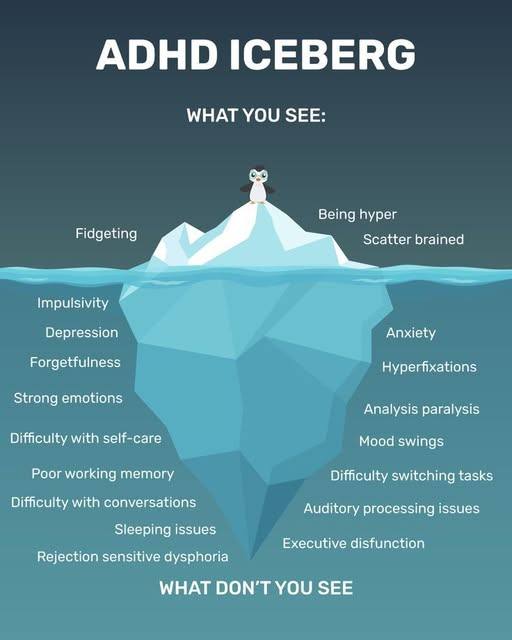 ADHD ICEBERG
WHAT YOU SEE:
Being hyper
Fidgeting
Scatter brained
Impulsivity
Depression
Anxiety
Forgetfulness
Hyperfixations
Strong emotions
Analysis paralysis
Difficulty with self-care
Mood swings
Poor working memory
Difficulty switching tasks
Difficulty with conversations
Auditory processing issues
Sleeping issues
Executive disfunction
Rejection sensitive dysphoria
WHAT DON'T YOU SEE